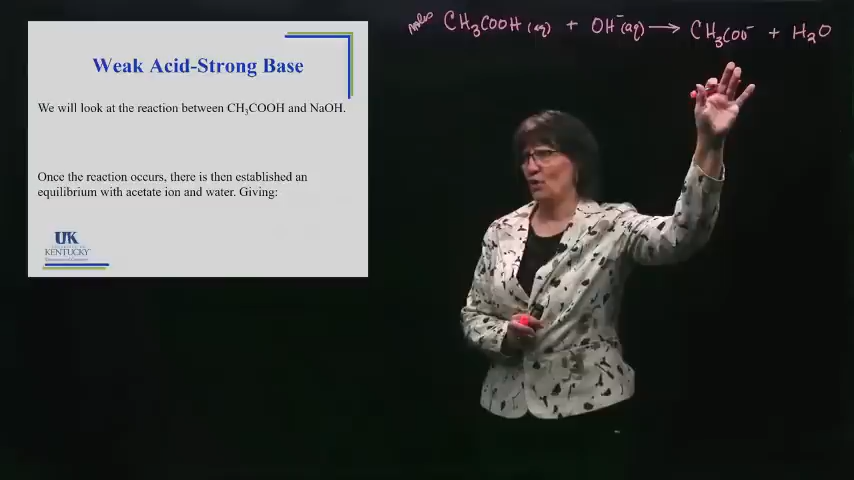 moles CH₃COOH (aq) + OH⁻(aq) → CH₃COO⁻ + H₂O
Weak Acid-Strong Base
We will look at the reaction between CH₃COOH and NaOH.
Once the reaction occurs, there is then established an
equilibrium with acetate ion and water. Giving:
UK
KENTUCKY